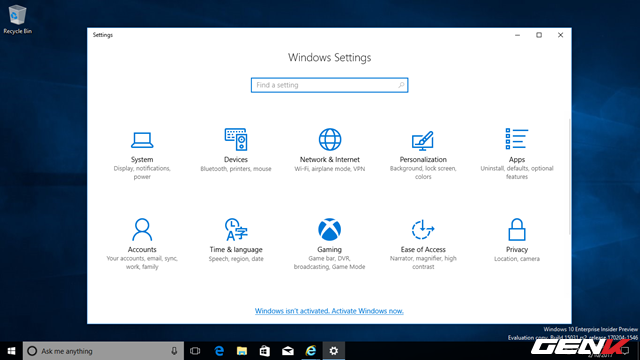 Recycle Bin
Settings
Windows Settings
Find a setting
System
Display, notifications,
power
Devices
Bluetooth, printers, mouse
Network & Internet
Wi-Fi, airplane mode, VPN
Personalization
Background, lock screen,
colors
Apps
Uninstall, defaults, optional
features
Accounts
Your accounts, email, sync,
work, family
Time & language
Speech, region, date
Gaming
Game bar, DVR,
broadcasting, Game Mode
Ease of Access
Narrator, magnifier, high
contrast
Privacy
Location, camera
Windows isn't activated. Activate Windows now.
Windows 10 Enterprise Insider Preview
Evaluation copy. Build 15031.rs2_release.170204-1546
Ask me anything
GENK